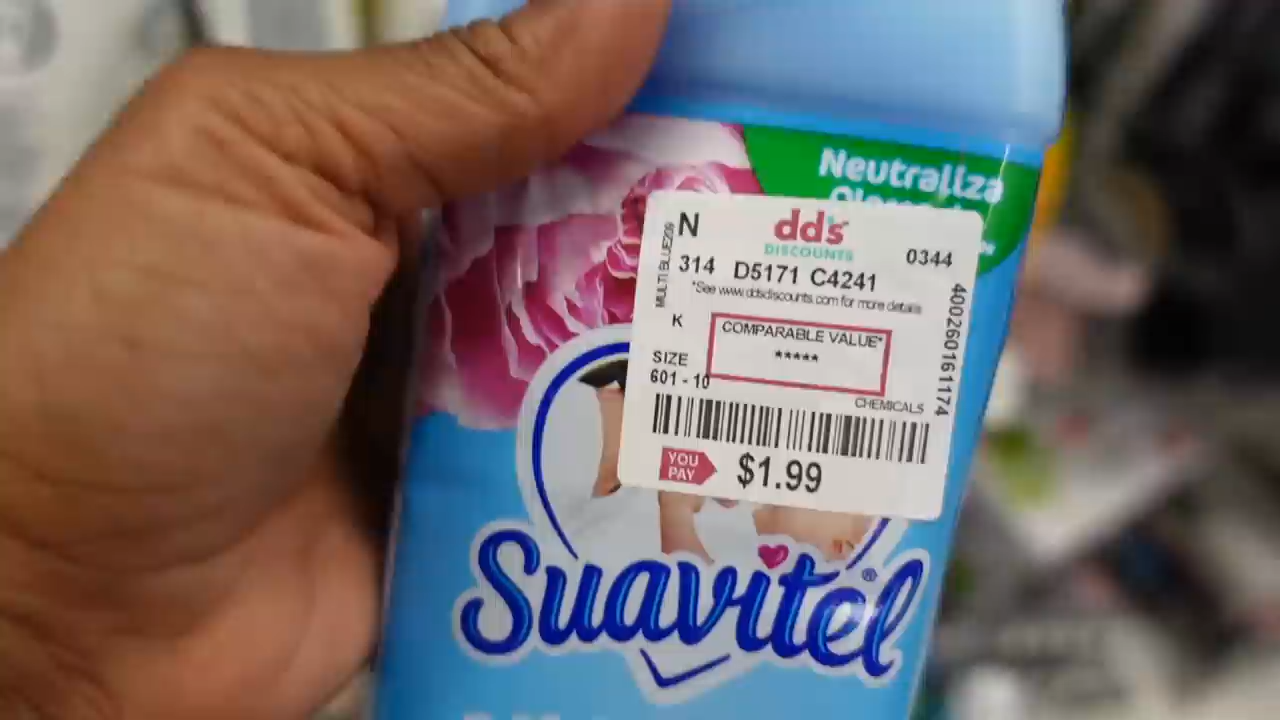 Neutraliza
N
dd's
DISCOUNTS
0344
314 D5171 C4241
*See www.ddsdiscounts.com for more details
MULTI BLUE209
K
COMPARABLE VALUE*
*****
SIZE
601 - 10
CHEMICALS
400260161174
YOU
PAY
$1.99
Suavitel®